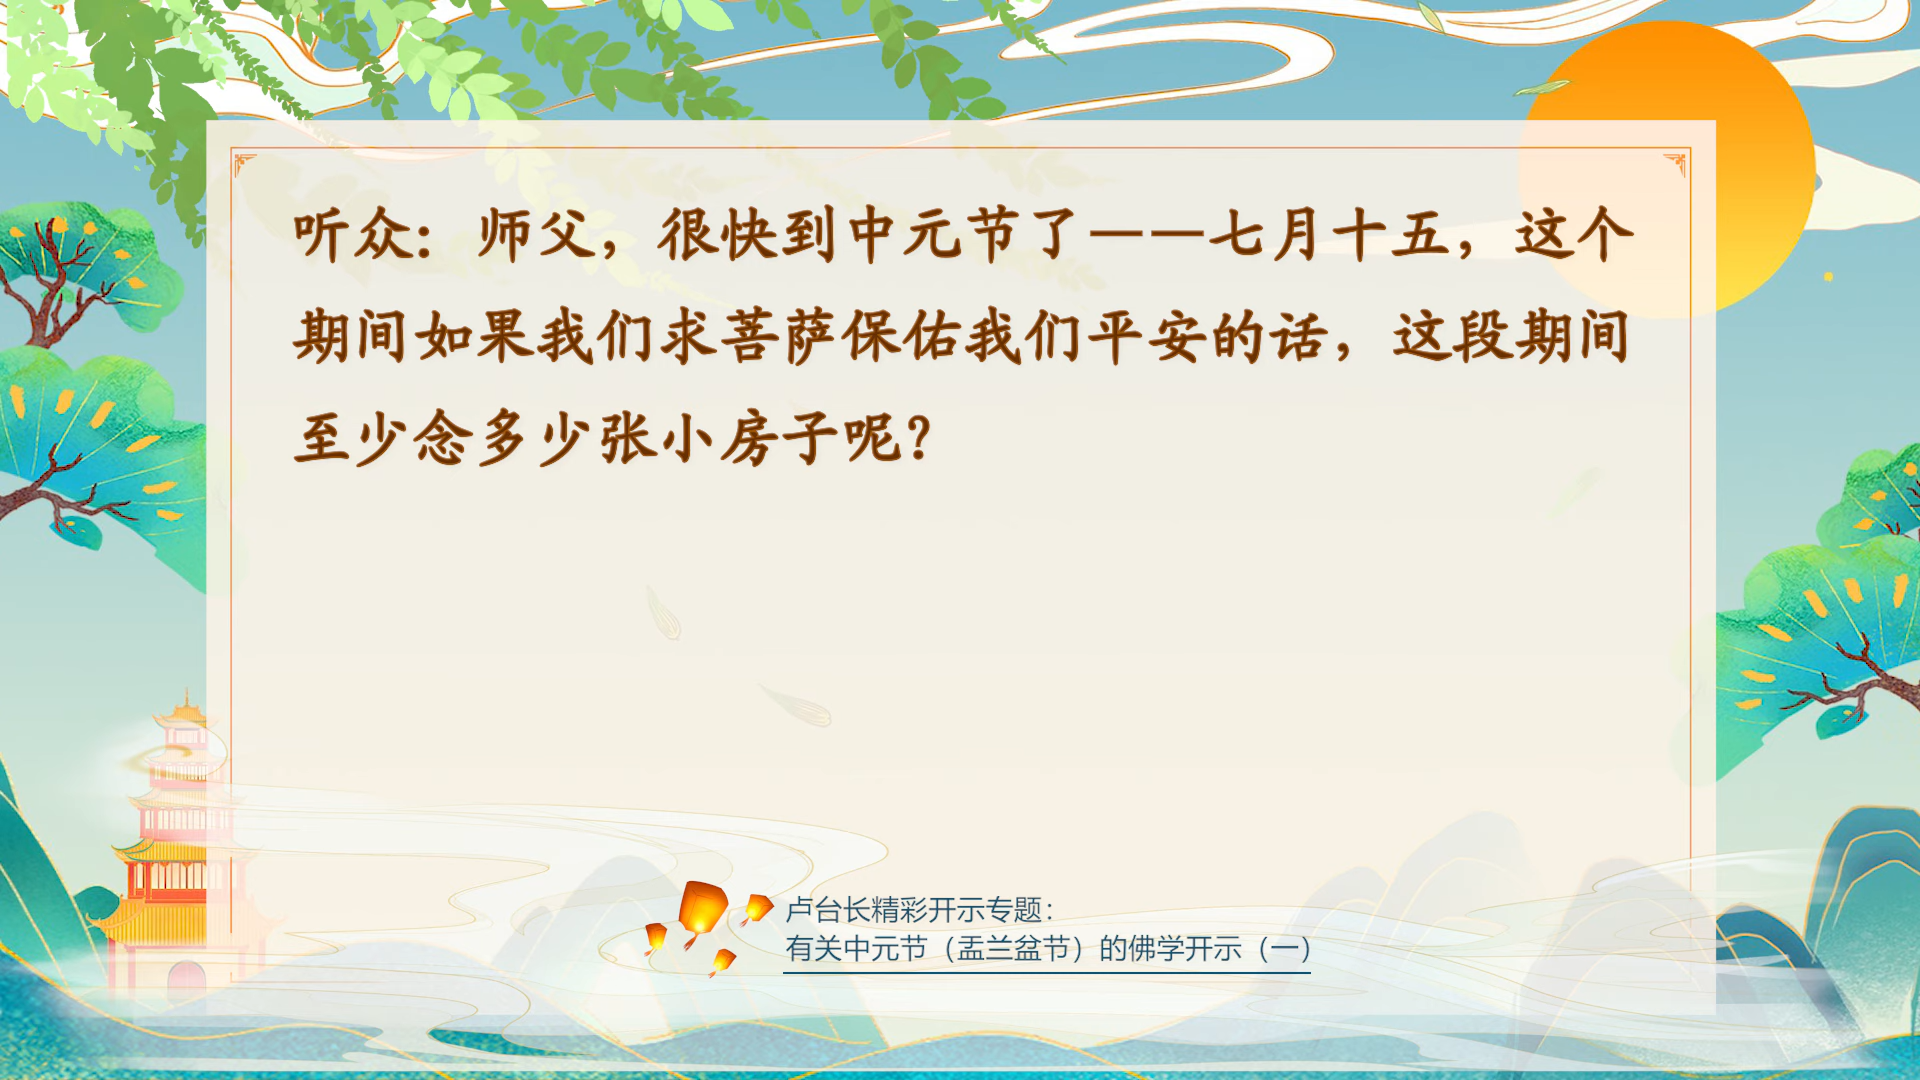 听众：师父，很快到中元节了——七月十五，这个
期间如果我们求菩萨保佑我们平安的话，这段期间
至少念多少张小房子呢？
卢台长精彩开示专题：
有关中元节（盂兰盆节）的佛学开示（一）